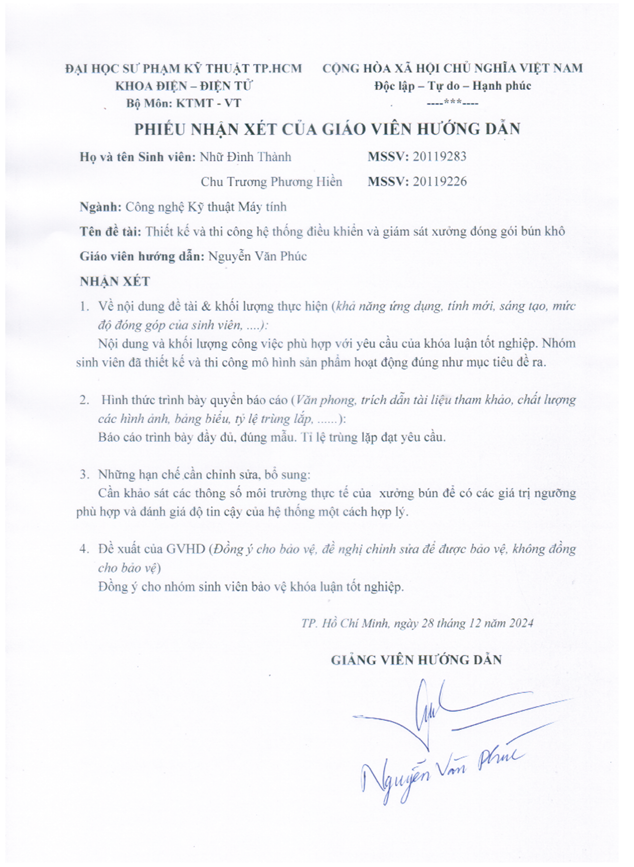 ĐẠI HỌC SƯ PHẠM KỸ THUẬT TP.HCM
KHOA ĐIỆN – ĐIỆN TỬ
Bộ Môn: KTMT - VT
CỘNG HÒA XÃ HỘI CHỦ NGHĨA VIỆT NAM
Độc lập – Tự do – Hạnh phúc
----***----
PHIẾU NHẬN XÉT CỦA GIÁO VIÊN HƯỚNG DẪN
Họ và tên Sinh viên: Nhữ Đình Thành MSSV: 20119283
Chu Trương Phương Hiền MSSV: 20119226
Ngành: Công nghệ Kỹ thuật Máy tính
Tên đề tài: Thiết kế và thi công hệ thống điều khiển và giám sát xưởng đóng gói bún khô
Giáo viên hướng dẫn: Nguyễn Văn Phúc
NHẬN XÉT
1. Về nội dung đề tài & khối lượng thực hiện (khả năng ứng dụng, tính mới, sáng tạo, mức
độ đóng góp của sinh viên, ....):
Nội dung và khối lượng công việc phù hợp với yêu cầu của khóa luận tốt nghiệp. Nhóm
sinh viên đã thiết kế và thi công mô hình sản phẩm hoạt động đúng như mục tiêu đề ra.
2. Hình thức trình bày quyển báo cáo (Văn phong, trích dẫn tài liệu tham khảo, chất lượng
các hình ảnh, bảng biểu, tỷ lệ trùng lắp, ......):
Báo cáo trình bày đầy đủ, đúng mẫu. Tỉ lệ trùng lặp đạt yêu cầu.
3. Những hạn chế cần chỉnh sửa, bổ sung:
Cần khảo sát các thông số môi trường thực tế của xưởng bún để có các giá trị ngưỡng
phù hợp và đánh giá độ tin cậy của hệ thống một cách hợp lý.
4. Đề xuất của GVHD (Đồng ý cho bảo vệ, đề nghị chỉnh sửa để được bảo vệ, không đồng
cho bảo vệ)
Đồng ý cho nhóm sinh viên bảo vệ khóa luận tốt nghiệp.
TP. Hồ Chí Minh, ngày 28 tháng 12 năm 2024
GIẢNG VIÊN HƯỚNG DẪN
Nguyễn Văn Phúc